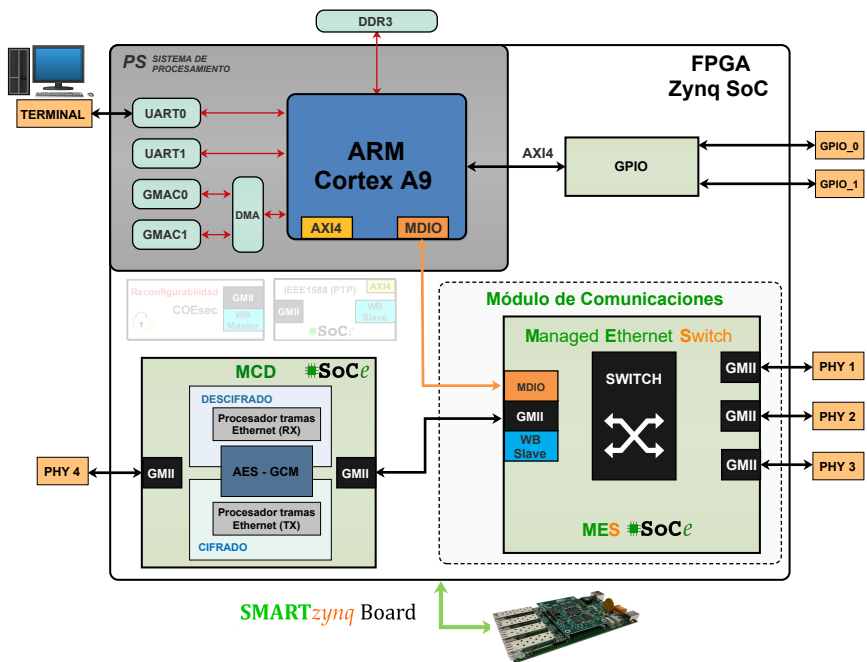 DDR3
PS SISTEMA DE
PROCESAMIENTO
FPGA
Zynq SoC
TERMINAL
UART0
UART1
GMAC0
GMAC1
DMA
ARM
Cortex A9
AXI4
MDIO
AXI4
GPIO
GPIO_0
GPIO_1
Reconfigurabilidad
COEsec
GMII
WB
Master
IEEE1588 (PTP)
AXI4
GMII
WB
Slave
SoCe
Módulo de Comunicaciones
Managed Ethernet Switch
MDIO
GMII
WB
Slave
SWITCH
GMII
GMII
GMII
PHY 1
PHY 2
PHY 3
MES SoCe
MCD SoCe
DESCIFRADO
Procesador tramas
Ethernet (RX)
AES - GCM
Procesador tramas
Ethernet (TX)
CIFRADO
PHY 4
GMII
GMII
SMARTzynq Board